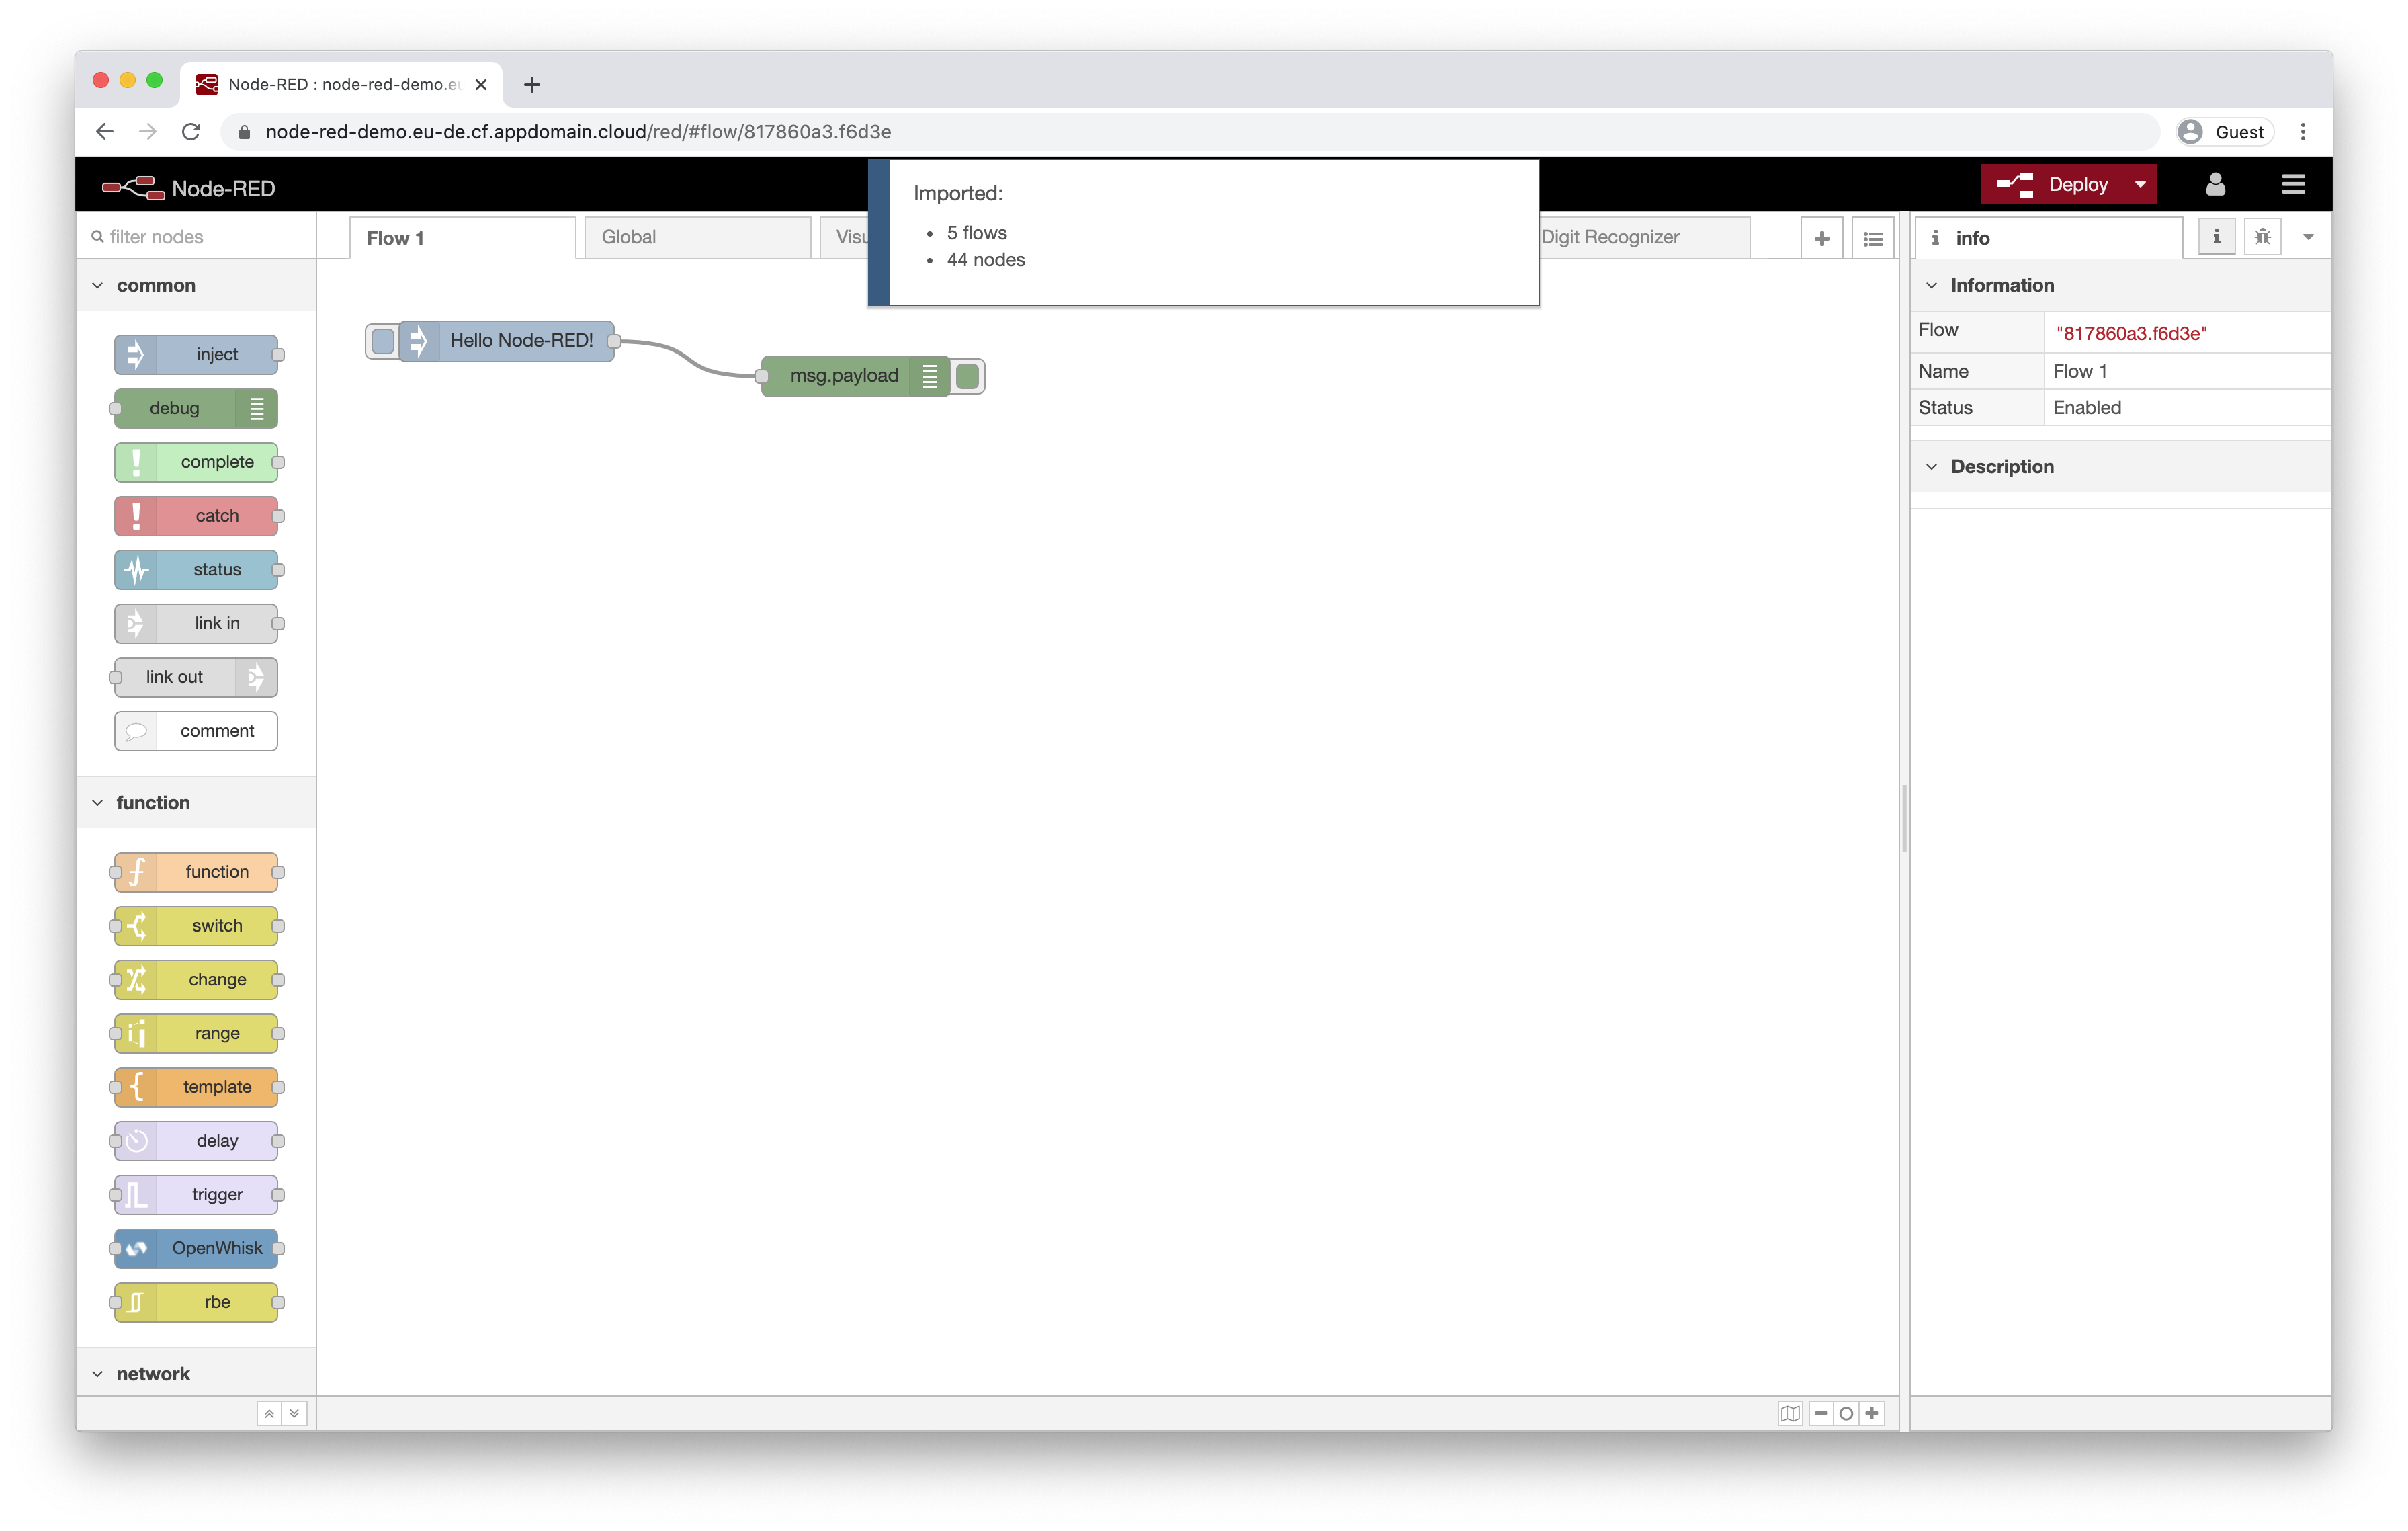 Node-RED : node-red-demo.eu
node-red-demo.eu-de.cf.appdomain.cloud/red/#flow/817860a3.f6d3e
Guest
Node-RED
Imported:
5 flows
44 nodes
Deploy
filter nodes
Flow 1
Global
Visu
Digit Recognizer
info
common
inject
debug
complete
catch
status
link in
link out
comment
function
function
switch
change
range
template
delay
trigger
OpenWhisk
rbe
network
Hello Node-RED!
msg.payload
Information
Flow "817860a3.f6d3e"
Name Flow 1
Status Enabled
Description